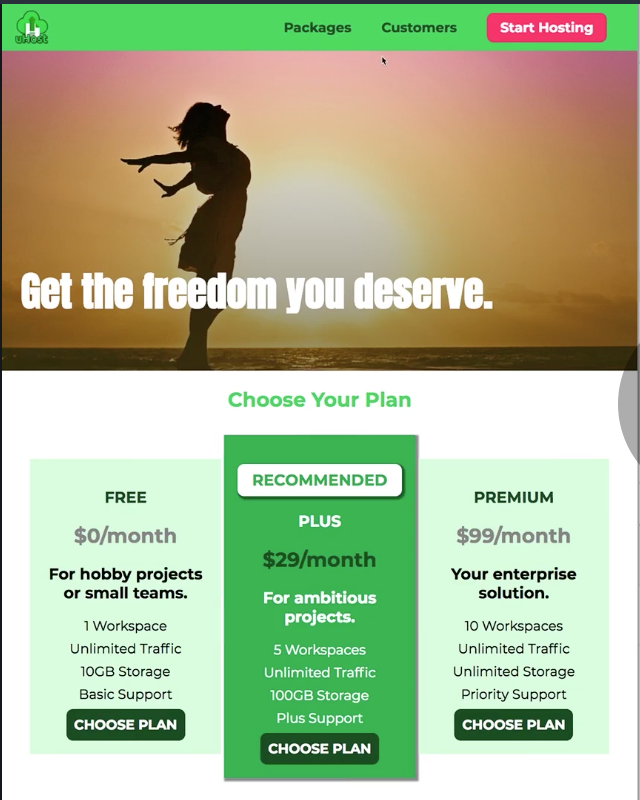 uHost
Packages
Customers
Start Hosting
Get the freedom you deserve.
Choose Your Plan
FREE
$0/month
For hobby projects
or small teams.
1 Workspace
Unlimited Traffic
10GB Storage
Basic Support
CHOOSE PLAN
RECOMMENDED
PLUS
$29/month
For ambitious
projects.
5 Workspaces
Unlimited Traffic
100GB Storage
Plus Support
CHOOSE PLAN
PREMIUM
$99/month
Your enterprise
solution.
10 Workspaces
Unlimited Traffic
Unlimited Storage
Priority Support
CHOOSE PLAN